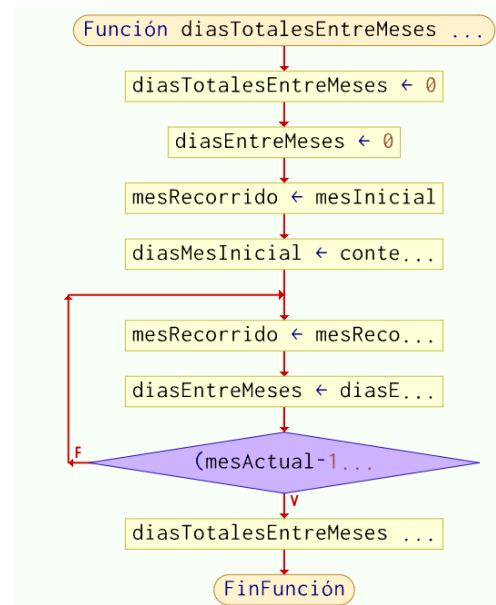 Función diasTotalesEntreMeses ...
diasTotalesEntreMeses ← 0
diasEntreMeses ← 0
mesRecorrido ← mesInicial
diasMesInicial ← conte...
mesRecorrido ← mesReco...
diasEntreMeses ← diasE...
(mesActual-1...
F
V
diasTotalesEntreMeses ...
FinFunción